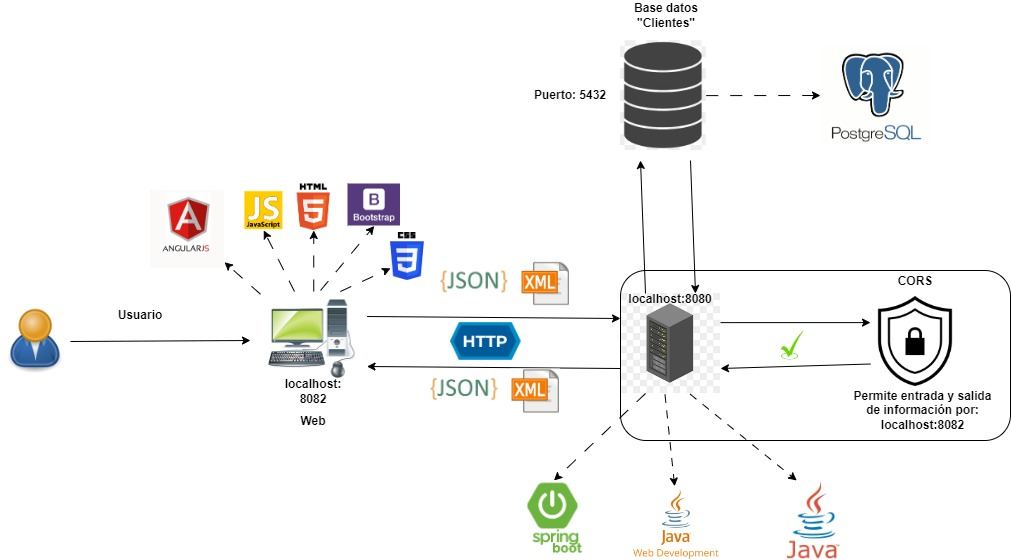 Base datos
"Clientes"
Puerto: 5432
PostgreSQL
ANGULARJS
JS
JavaScript
HTML
5
B
Bootstrap
CSS
3
{JSON}
XML
Usuario
HTTP
localhost:
8082
Web
{JSON}
XML
localhost:8080
CORS
Permite entrada y salida
de información por:
localhost:8082
spring
boot
Java
Web Development
Java